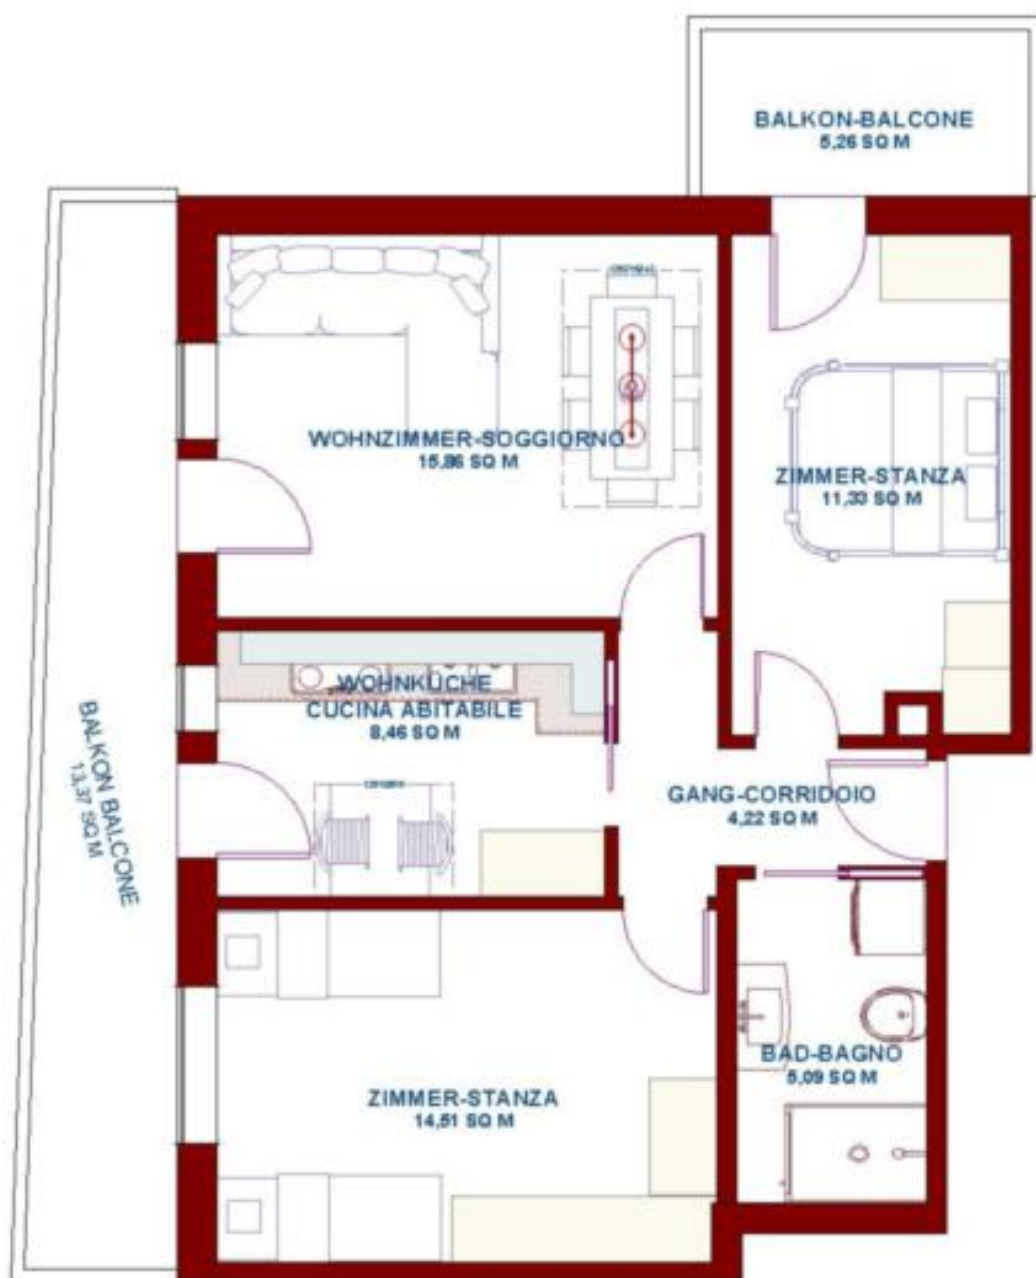 BALKON-BALCONE
5,26 SQ M
WOHNZIMMER-SOGGIORNO
15,86 SQ M
ZIMMER-STANZA
11,33 SQ M
WOHNKÜCHE
CUCINA ABITABILE
8,46 SQ M
BALKON BALCONE
13,37 SQ M
GANG-CORRIDOIO
4,22 SQ M
BAD-BAGNO
5,09 SQ M
ZIMMER-STANZA
14,51 SQ M